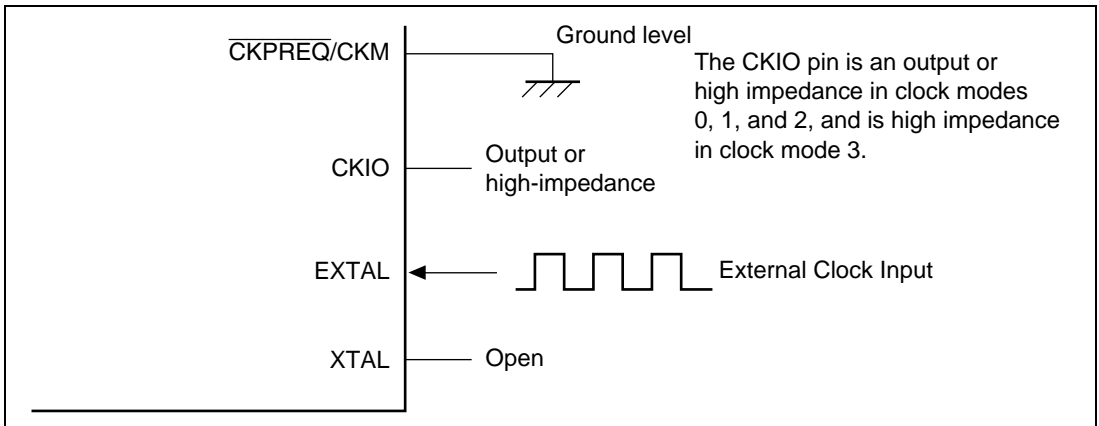 CKPREQ/CKM
Ground level
The CKIO pin is an output or
high impedance in clock modes
0, 1, and 2, and is high impedance
in clock mode 3.
CKIO
Output or
high-impedance
EXTAL
External Clock Input
XTAL
Open